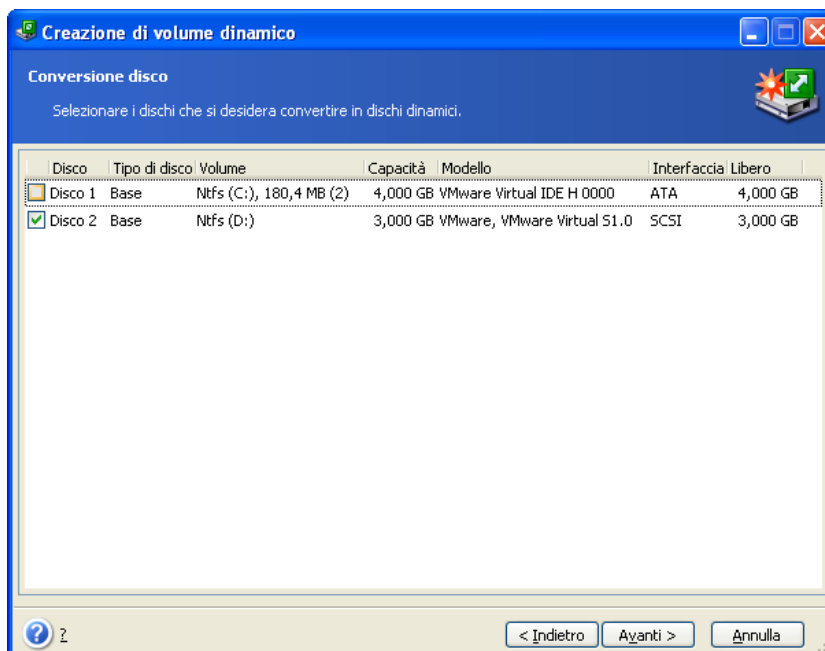 Creazione di volume dinamico
Conversione disco
Selezionare i dischi che si desidera convertire in dischi dinamici.
Disco Tipo di disco Volume Capacità Modello Interfaccia Libero
Disco 1 Base Ntfs (C:), 180,4 MB (2) 4,000 GB VMware Virtual IDE H 0000 ATA 4,000 GB
Disco 2 Base Ntfs (D:) 3,000 GB VMware, VMware Virtual S1.0 SCSI 3,000 GB
? ? < Indietro Avanti > Annulla